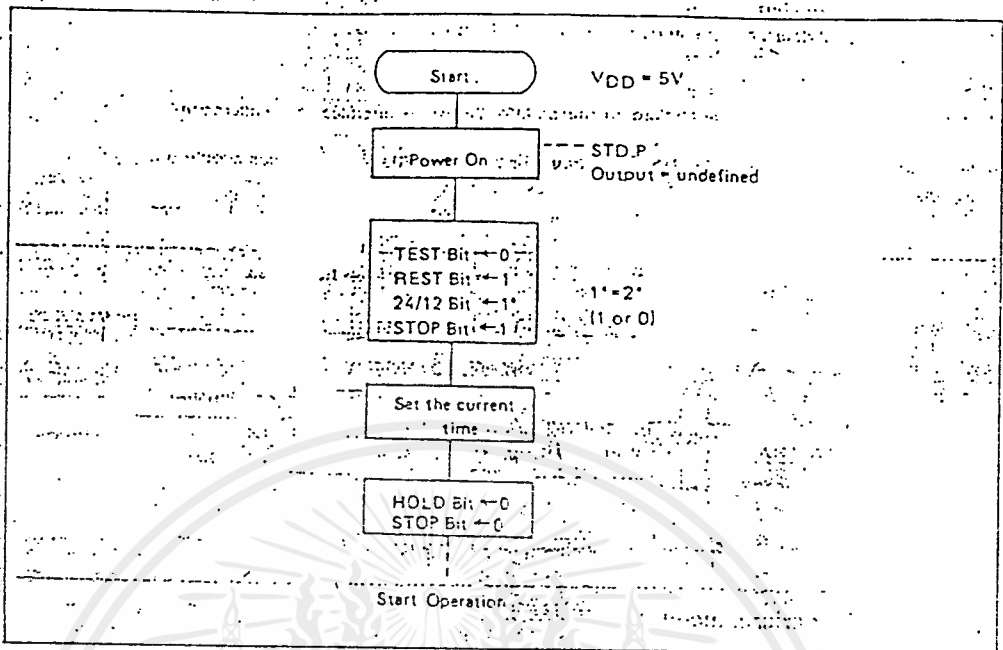 Start
VDD = 5V
Power On
STD.P
Output = undefined
TEST Bit ← 0
REST Bit ← 1
24/12 Bit ← 1*
STOP Bit ← 1
1* = 2*
(1 or 0)
Set the current
time
HOLD Bit ← 0
STOP Bit ← 0
Start Operation